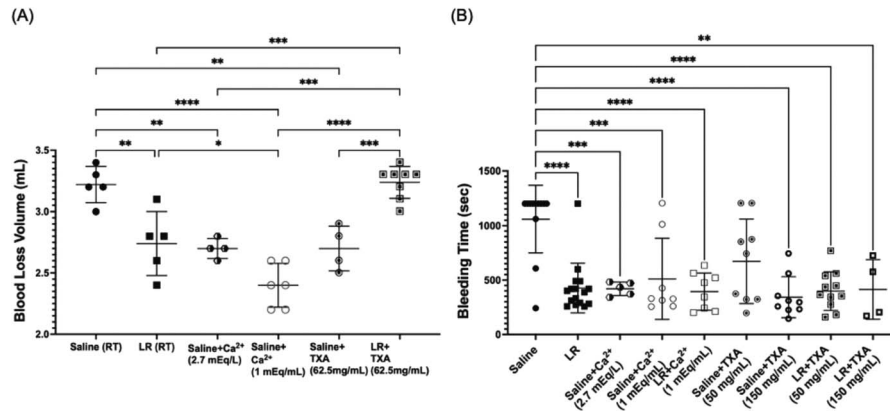 (A)
***
**
***
****
**
****
**
*
***
3.5
3.0
2.5
2.0
Blood Loss Volume (mL)
Saline (RT)
LR (RT)
Saline+Ca²⁺
(2.7 mEq/L)
Saline+
Ca²⁺
(1 mEq/mL)
Saline+
TXA
(62.5mg/mL)
LR+
TXA
(62.5mg/mL)
(B)
**
****
****
****
***
***
****
1500
1000
500
0
Bleeding Time (sec)
Saline
LR
Saline+Ca²⁺
(2.7 mEq/L)
Saline+Ca²⁺
(1 mEq/mL)
LR+Ca²⁺
(1 mEq/mL)
Saline+TXA
(50 mg/mL)
Saline+TXA
(150 mg/mL)
LR+TXA
(50 mg/mL)
LR+TXA
(150 mg/mL)